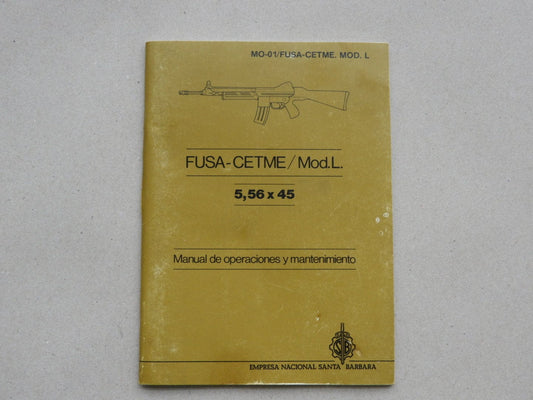 MO-01/FUSA-CETME. MOD. L
FUSA-CETME/Mod.L.
5,56 x 45
Manual de operaciones y mantenimiento
SB
EMPRESA NACIONAL SANTA BARBARA